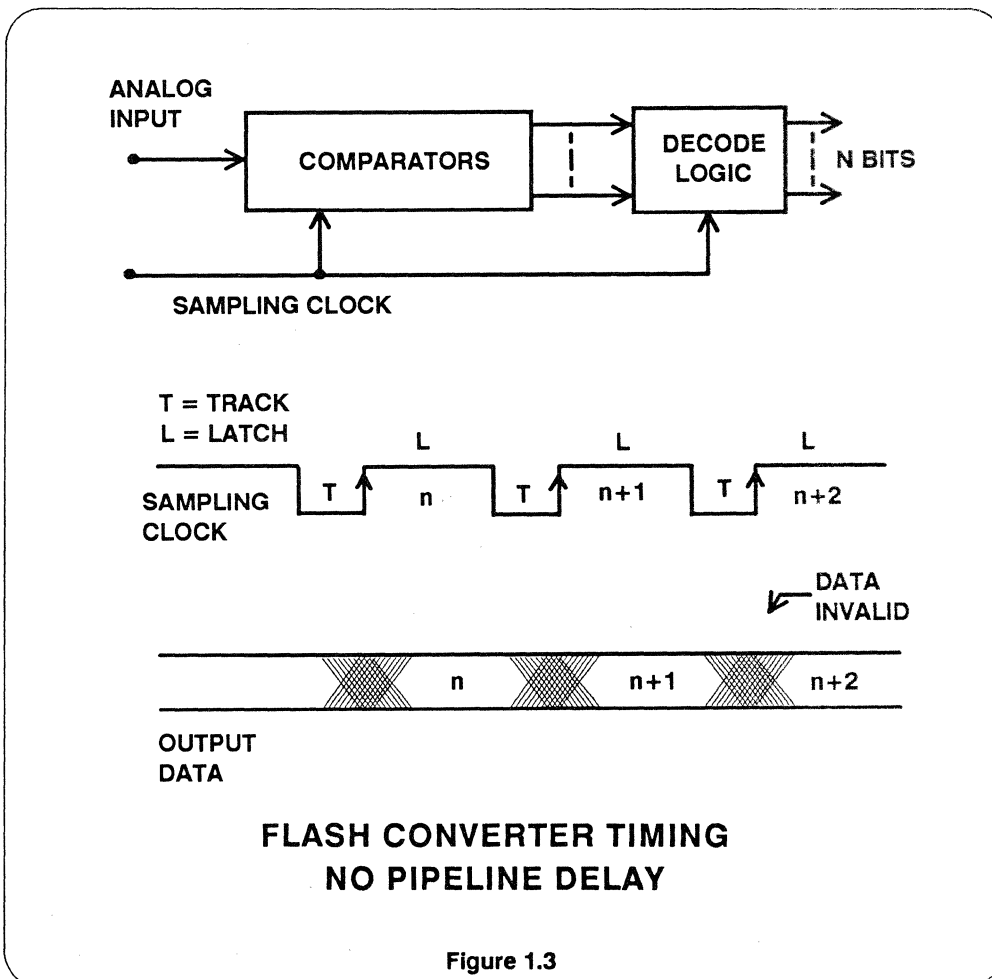 ANALOG
INPUT
COMPARATORS
DECODE
LOGIC
N BITS
SAMPLING CLOCK
T = TRACK
L = LATCH
L L L
SAMPLING
CLOCK
T n T n+1 T n+2
DATA
INVALID
n n+1 n+2
OUTPUT
DATA
FLASH CONVERTER TIMING
NO PIPELINE DELAY
Figure 1.3